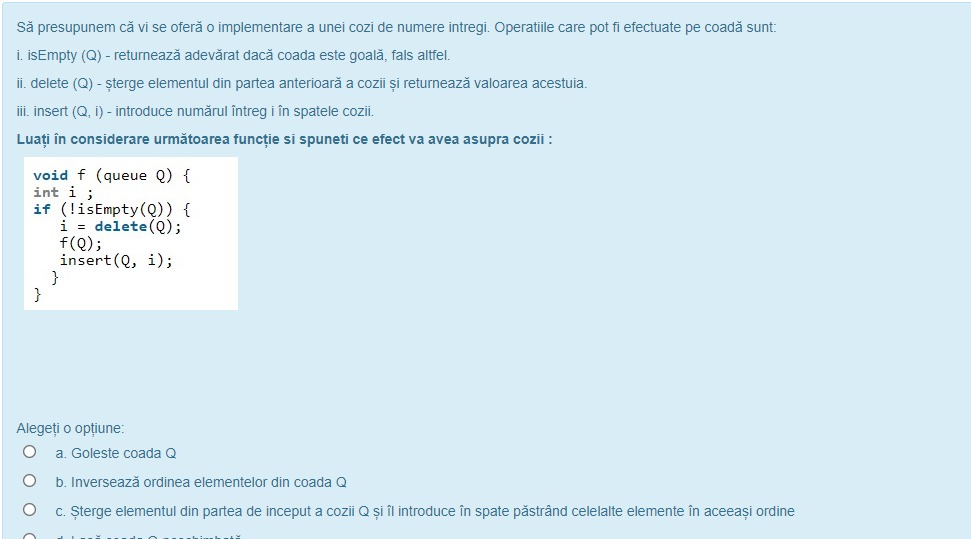 Să presupunem că vi se oferă o implementare a unei cozi de numere intregi. Operatiile care pot fi efectuate pe coadă sunt:
i. isEmpty (Q) - returnează adevărat dacă coada este goală, fals altfel.
ii. delete (Q) - șterge elementul din partea anterioară a cozii și returnează valoarea acestuia.
iii. insert (Q, i) - introduce numărul întreg i în spatele cozii.
Luați în considerare următoarea funcție si spuneti ce efect va avea asupra cozii :
void f (queue Q) {
int i ;
if (!isEmpty(Q)) {
i = delete(Q);
f(Q);
insert(Q, i);
}
}
Alegeți o opțiune:
a. Goleste coada Q
b. Inversează ordinea elementelor din coada Q
c. Șterge elementul din partea de inceput a cozii Q și îl introduce în spate păstrând celelalte elemente în aceeași ordine